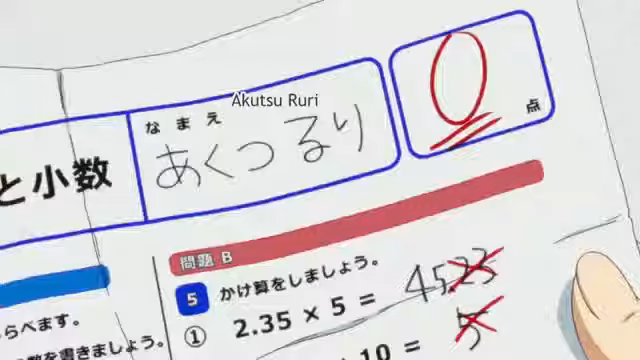 Akutsu Ruri
なまえ
あくつ るり
0点
と小数
問題 B
5 かけ算をしましょう。
① 2.35 × 5 = 45.23
× 10 = 5
らべます。
数を書きましょう。